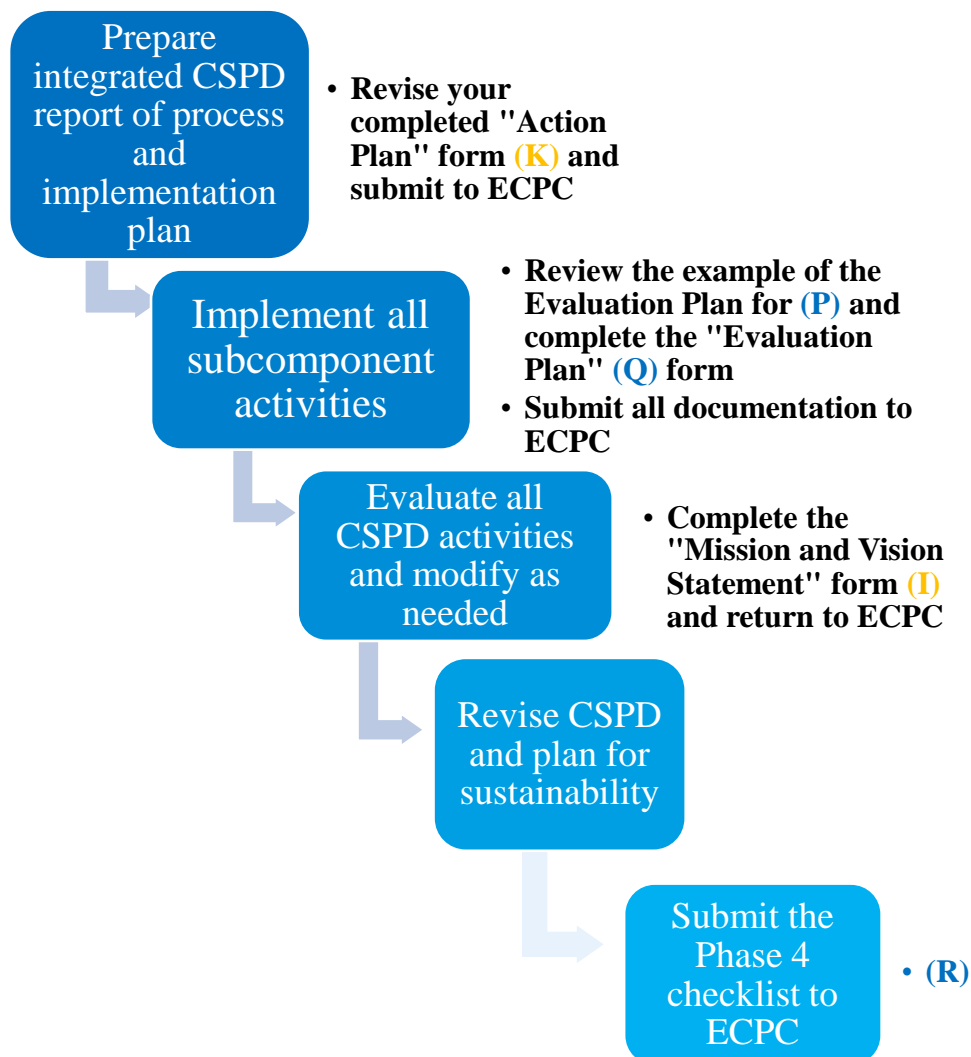 Prepare
integrated CSPD
report of process
and
implementation
plan
• Revise your
completed "Action
Plan" form (K) and
submit to ECPC
Implement all
subcomponent
activities
• Review the example of the
Evaluation Plan for (P) and
complete the "Evaluation
Plan" (Q) form
• Submit all documentation to
ECPC
Evaluate all
CSPD activities
and modify as
needed
• Complete the
"Mission and Vision
Statement" form (I)
and return to ECPC
Revise CSPD
and plan for
sustainability
Submit the
Phase 4
checklist to
ECPC
• (R)